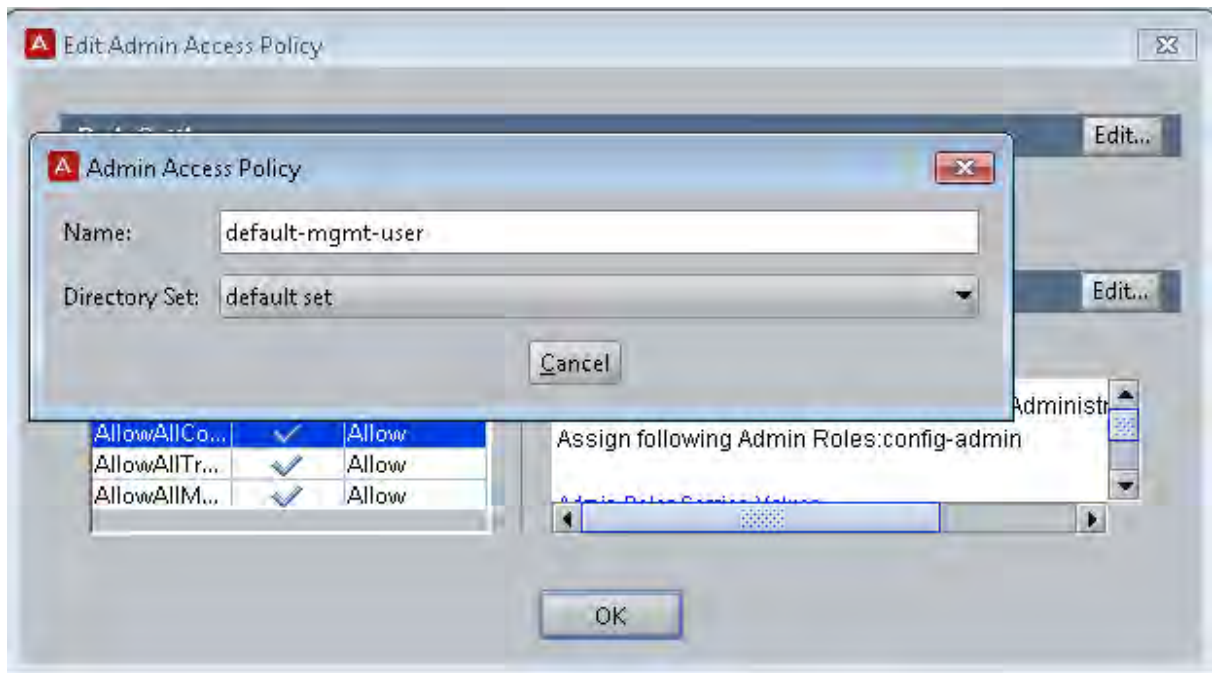 Edit Admin Access Policy
Edit...
Admin Access Policy
Name: default-mgmt-user
Directory Set: default set
Edit...
Cancel
Administr
AllowAllCo... Allow
Assign following Admin Roles:config-admin
AllowAllTr... Allow
AllowAllM... Allow
OK